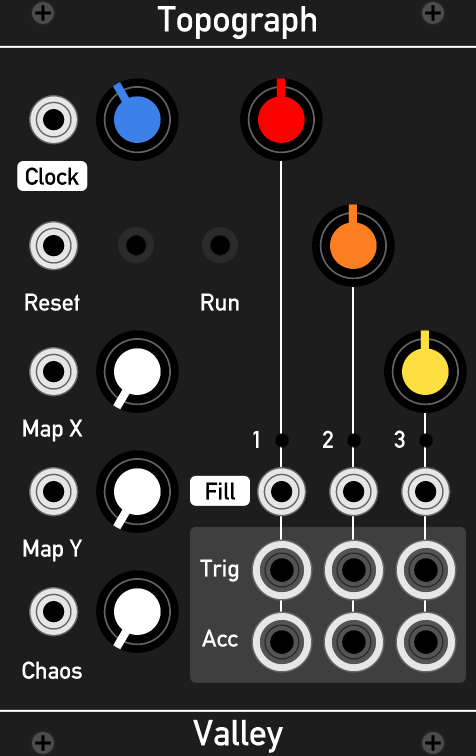 Topograph
Clock
Reset
Run
Map X
1 2 3
Map Y
Fill
Trig
Acc
Chaos
Valley